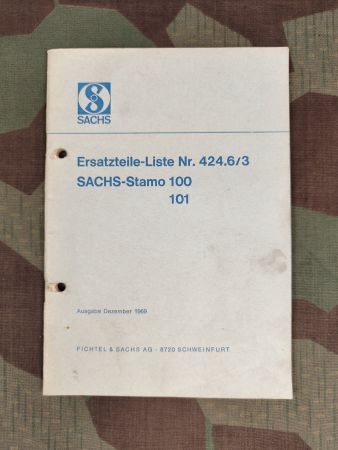 SACHS
Ersatzteile-Liste Nr. 424.6/3
SACHS-Stamo 100
101
Ausgabe Dezember 1969
FICHTEL & SACHS AG - 8720 SCHWEINFURT